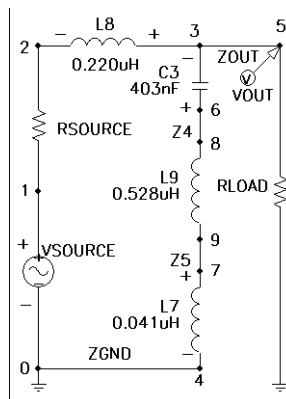 L8
3
5
2
−
+
−
0.220uH
C3
403nF
ZOUT
V
VOUT
+
6
RSOURCE
Z4
8
L9
0.528uH
RLOAD
1
9
+
VSOURCE
Z5
7
+
−
L7
0.041uH
ZGND
−
0
4